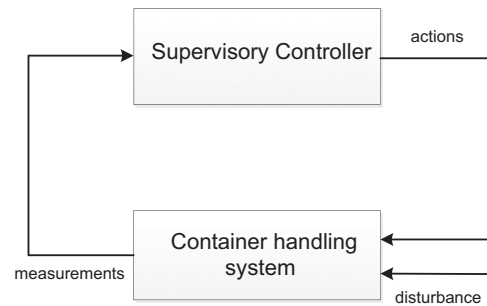 Supervisory Controller
actions
Container handling
system
measurements
disturbance